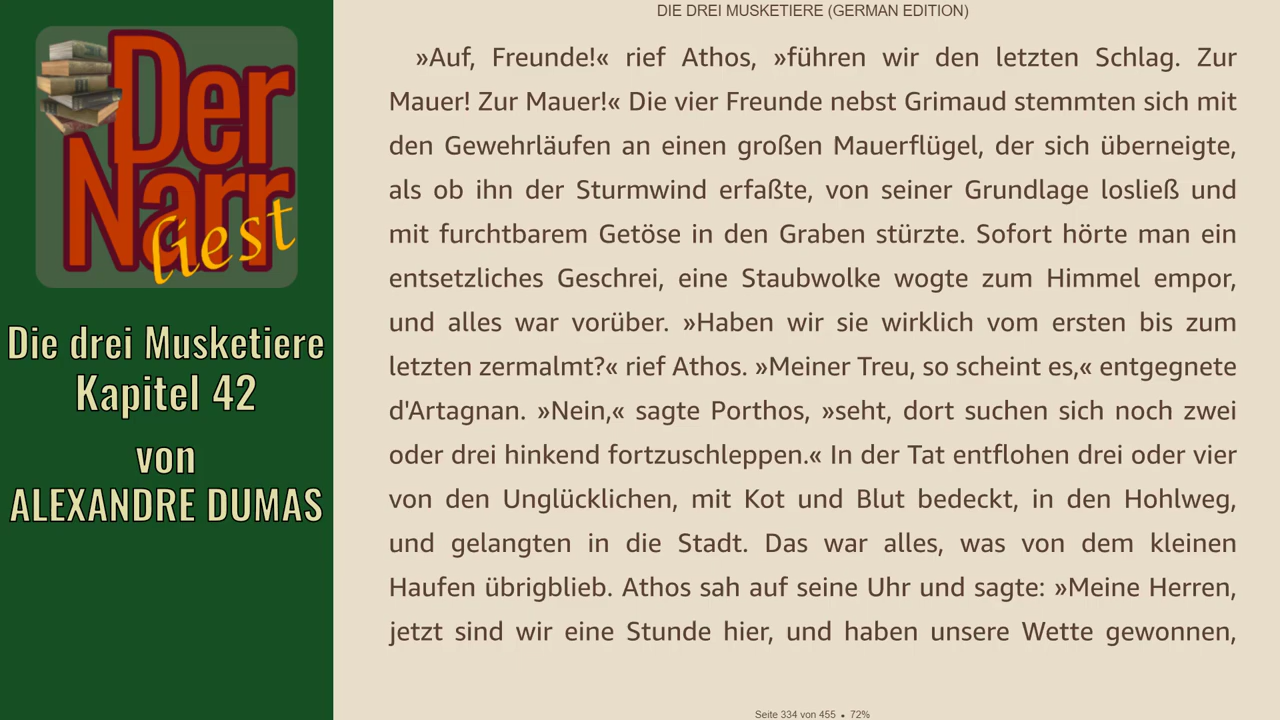 Der
Narr
liest
Die drei Musketiere
Kapitel 42
von
ALEXANDRE DUMAS
DIE DREI MUSKETIERE (GERMAN EDITION)
»Auf, Freunde!« rief Athos, »führen wir den letzten Schlag. Zur
Mauer! Zur Mauer!« Die vier Freunde nebst Grimaud stemmten sich mit
den Gewehrläufen an einen großen Mauerflügel, der sich überneigte,
als ob ihn der Sturmwind erfaßte, von seiner Grundlage losließ und
mit furchtbarem Getöse in den Graben stürzte. Sofort hörte man ein
entsetzliches Geschrei, eine Staubwolke wogte zum Himmel empor,
und alles war vorüber. »Haben wir sie wirklich vom ersten bis zum
letzten zermalmt?« rief Athos. »Meiner Treu, so scheint es,« entgegnete
d'Artagnan. »Nein,« sagte Porthos, »seht, dort suchen sich noch zwei
oder drei hinkend fortzuschleppen.« In der Tat entflohen drei oder vier
von den Unglücklichen, mit Kot und Blut bedeckt, in den Hohlweg,
und gelangten in die Stadt. Das war alles, was von dem kleinen
Haufen übrigblieb. Athos sah auf seine Uhr und sagte: »Meine Herren,
jetzt sind wir eine Stunde hier, und haben unsere Wette gewonnen,
Seite 334 von 455 • 72%